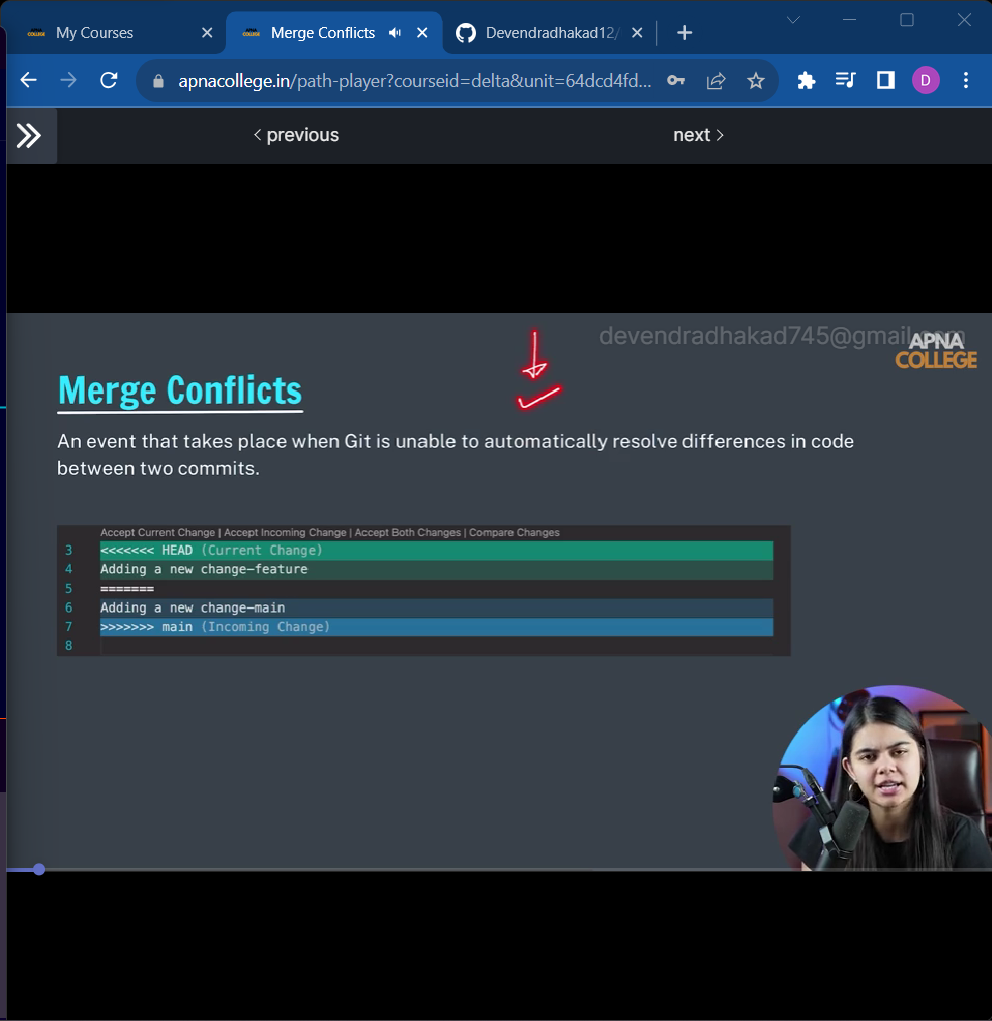 My Courses
Merge Conflicts
Devendradhakad12/
apnacollege.in/path-player?courseid=delta&unit=64dcd4fd...
D
previous
next
devendradhakad745@gmail.com
APNA
COLLEGE
Merge Conflicts
An event that takes place when Git is unable to automatically resolve differences in code
between two commits.
Accept Current Change | Accept Incoming Change | Accept Both Changes | Compare Changes
3 <<<<<<< HEAD (Current Change)
4 Adding a new change-feature
5 =======
6 Adding a new change-main
7 >>>>>>> main (Incoming Change)
8